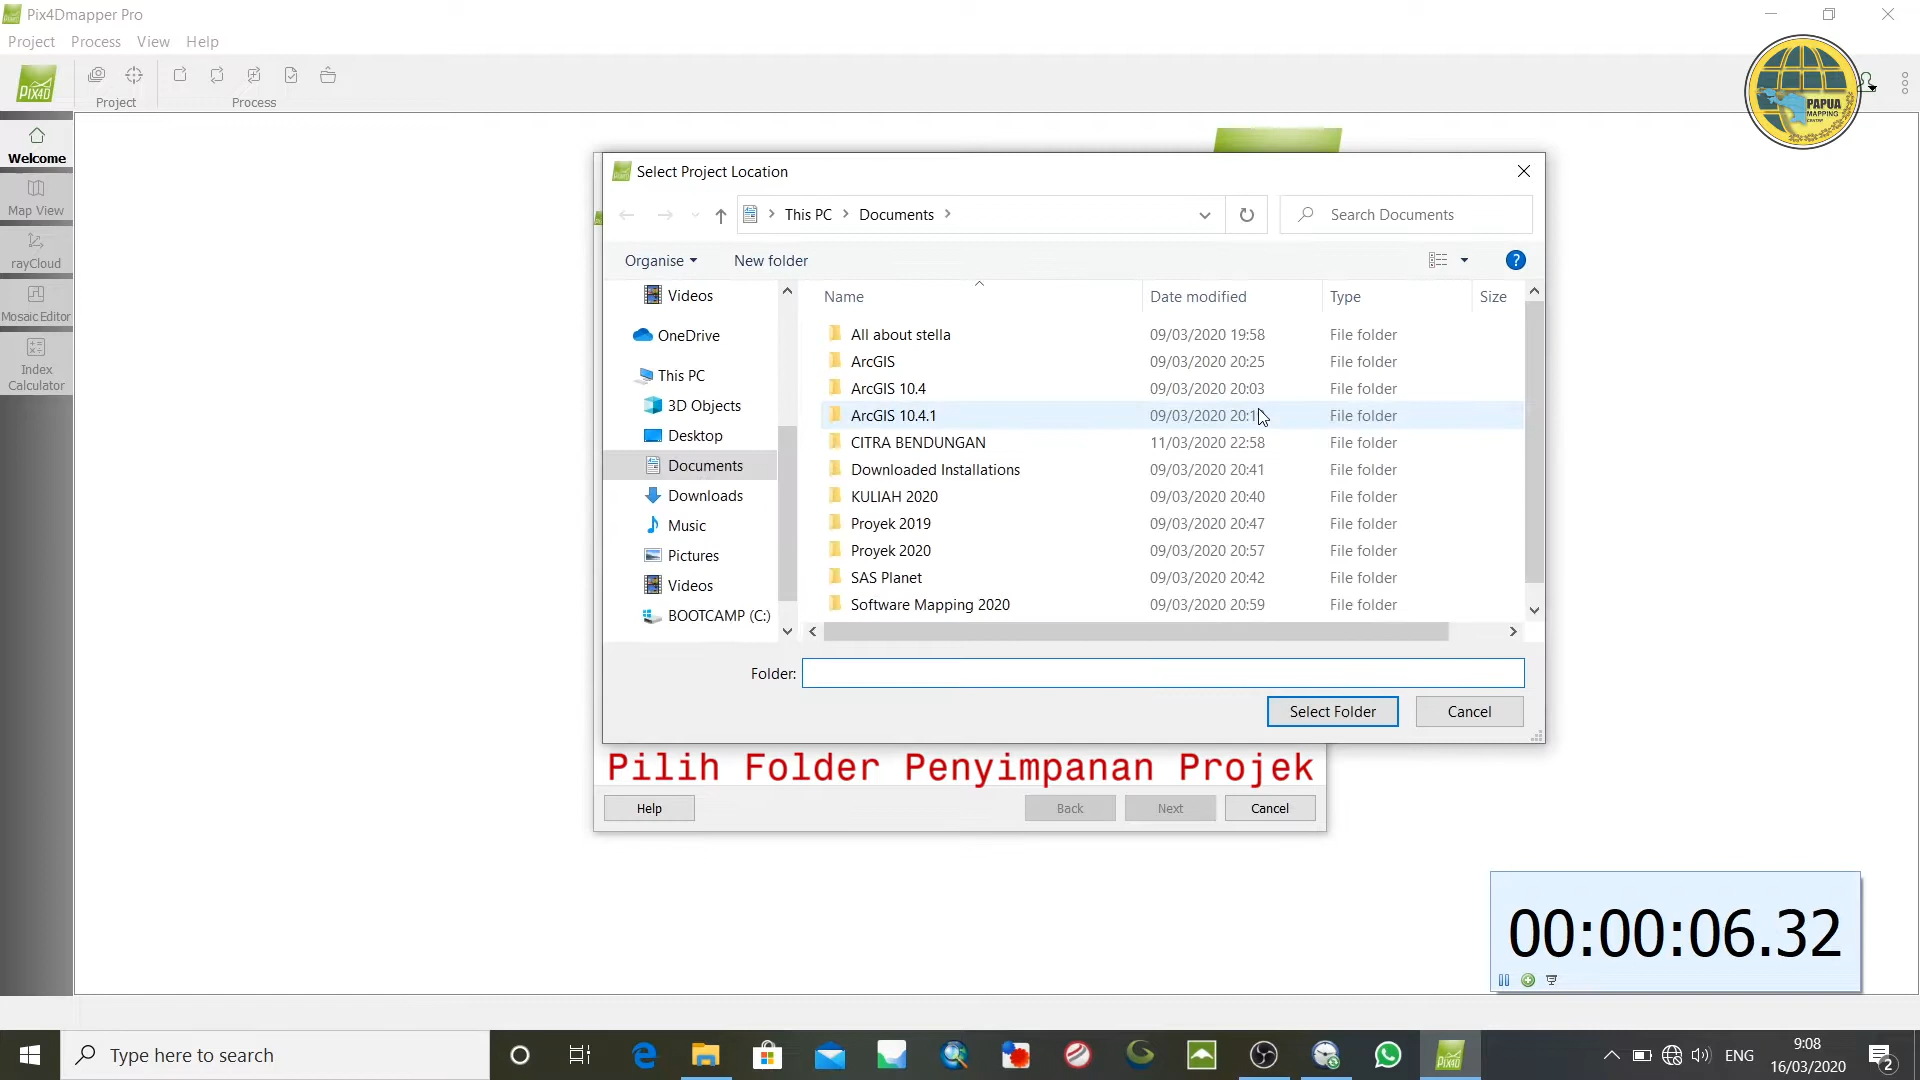 Pix4Dmapper Pro
Project Process View Help
PIX4D
Project
Process
PAPUA
MAPPING
CENTER
Welcome
Map View
rayCloud
Mosaic Editor
Index
Calculator
Select Project Location
This PC
Documents
Search Documents
Organise
New folder
?
Videos
OneDrive
This PC
3D Objects
Desktop
Documents
Downloads
Music
Pictures
Videos
BOOTCAMP (C:)
Name Date modified Type Size
All about stella 09/03/2020 19:58 File folder
ArcGIS 09/03/2020 20:25 File folder
ArcGIS 10.4 09/03/2020 20:03 File folder
ArcGIS 10.4.1 09/03/2020 File folder
CITRA BENDUNGAN 11/03/2020 22:58 File folder
Downloaded Installations 09/03/2020 20:41 File folder
KULIAH 2020 09/03/2020 20:40 File folder
Proyek 2019 09/03/2020 20:47 File folder
Proyek 2020 09/03/2020 20:57 File folder
SAS Planet 09/03/2020 20:42 File folder
Software Mapping 2020 09/03/2020 20:59 File folder
Folder:
Select Folder Cancel
Pilih Folder Penyimpanan Projek
Help Back Next Cancel
00:00:06.32
Type here to search
PIX4D
ENG
9:08
16/03/2020
2